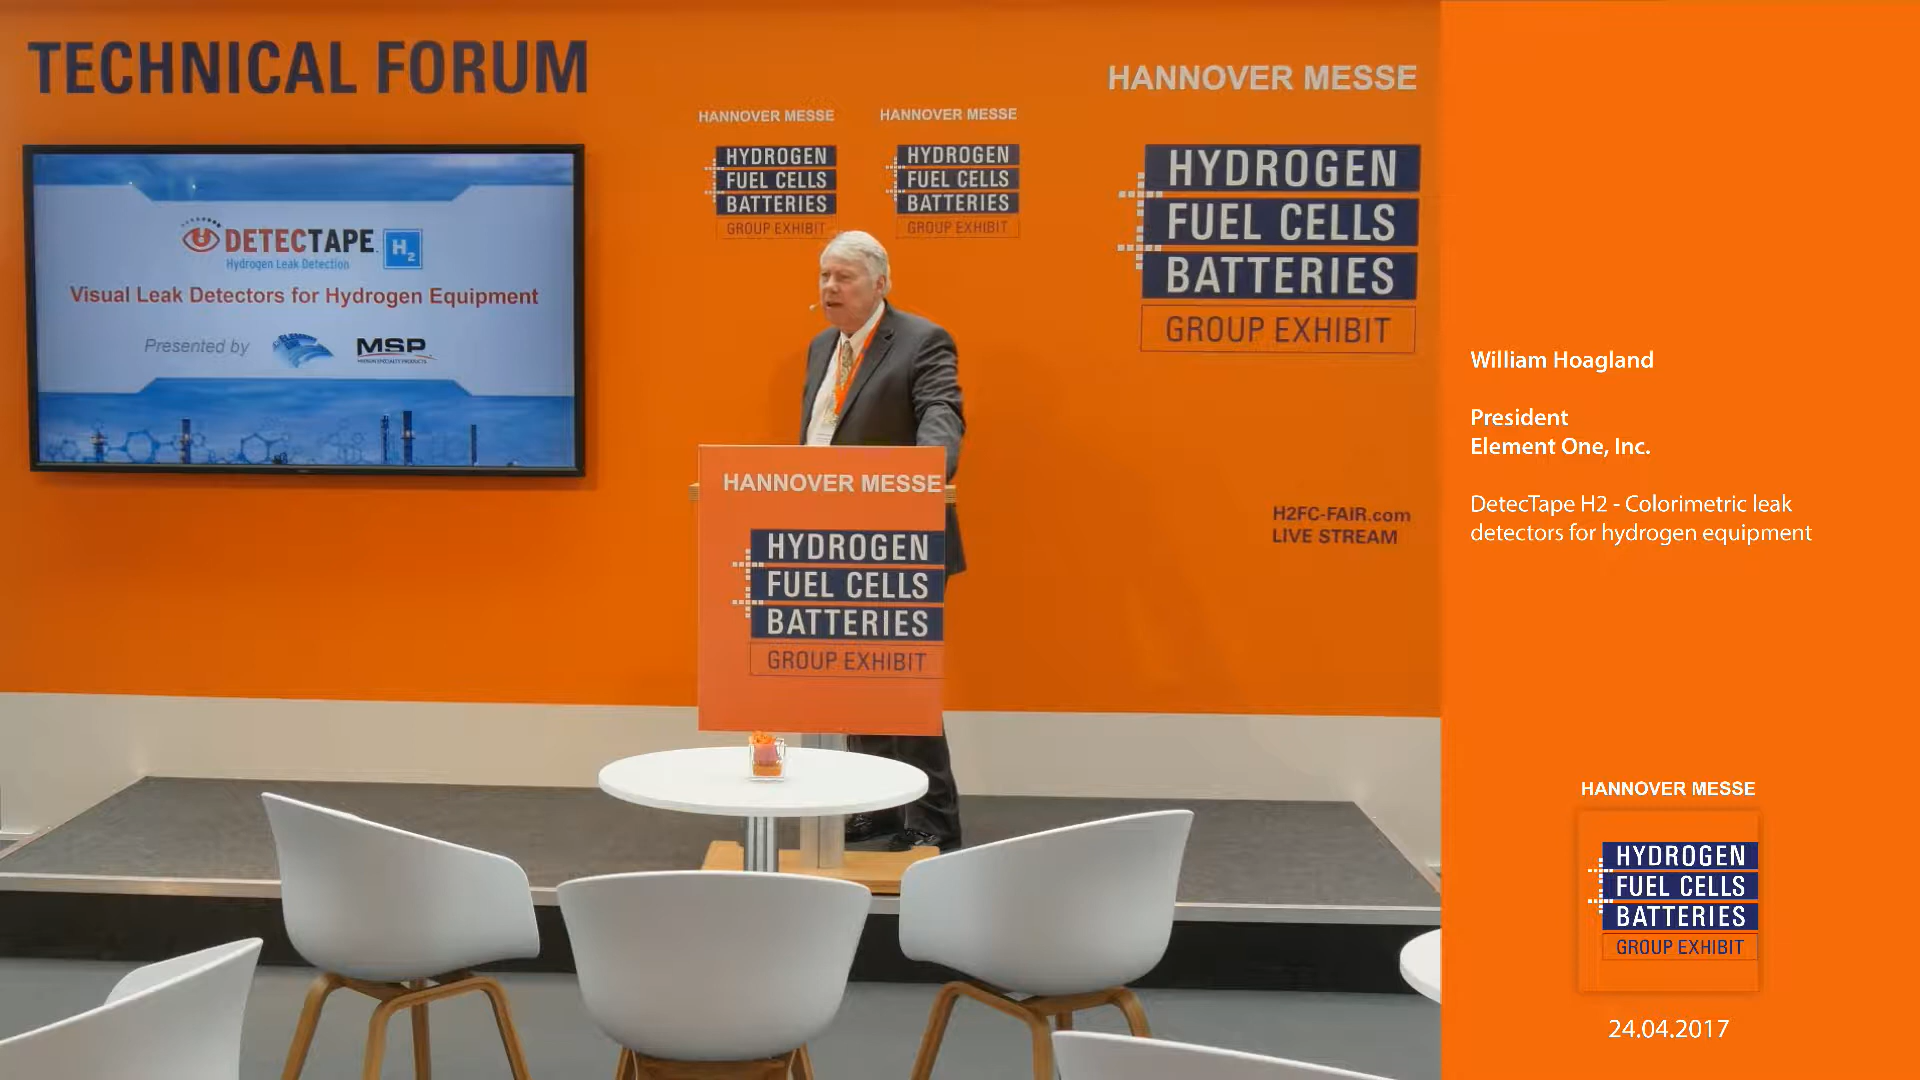 TECHNICAL FORUM
DETECTAPE H2
Hydrogen Leak Detection
Visual Leak Detectors for Hydrogen Equipment
Presented by
MSP
HANNOVER MESSE
HYDROGEN
FUEL CELLS
BATTERIES
GROUP EXHIBIT
HANNOVER MESSE
HYDROGEN
FUEL CELLS
BATTERIES
GROUP EXHIBIT
HANNOVER MESSE
HYDROGEN
FUEL CELLS
BATTERIES
GROUP EXHIBIT
HANNOVER MESSE
HYDROGEN
FUEL CELLS
BATTERIES
GROUP EXHIBIT
H2FC-FAIR.com
LIVE STREAM
William Hoagland
President
Element One, Inc.
DetecTape H2 - Colorimetric leak
detectors for hydrogen equipment
HANNOVER MESSE
HYDROGEN
FUEL CELLS
BATTERIES
GROUP EXHIBIT
24.04.2017